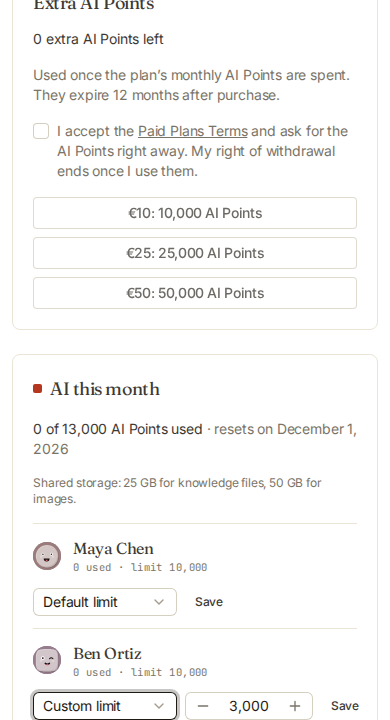 Extra AI Points
0 extra AI Points left
Used once the plan's monthly AI Points are spent.
They expire 12 months after purchase.
I accept the Paid Plans Terms and ask for the
AI Points right away. My right of withdrawal
ends once I use them.
€10: 10,000 AI Points
€25: 25,000 AI Points
€50: 50,000 AI Points
AI this month
0 of 13,000 AI Points used · resets on December 1,
2026
Shared storage: 25 GB for knowledge files, 50 GB for
images.
Maya Chen
0 used · limit 10,000
Default limit Save
Ben Ortiz
0 used · limit 10,000
Custom limit − 3,000 + Save